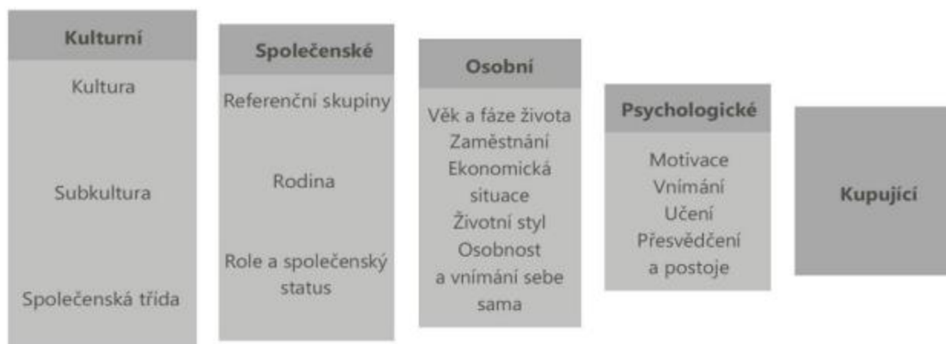 Kulturní
Kultura
Subkultura
Společenská třída
Společenské
Referenční skupiny
Rodina
Role a společenský
status
Osobní
Věk a fáze života
Zaměstnání
Ekonomická
situace
Životní styl
Osobnost
a vnímání sebe
sama
Psychologické
Motivace
Vnímání
Učení
Přesvědčení
a postoje
Kupující